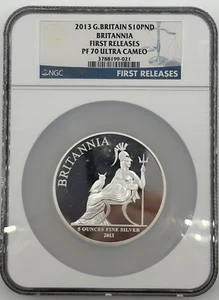 2013 G.BRITAIN S10PND
BRITANNIA
FIRST RELEASES
PF 70 ULTRA CAMEO
3788199-021
NGC
FIRST RELEASES
BRITANNIA
5 OUNCES FINE SILVER
2013